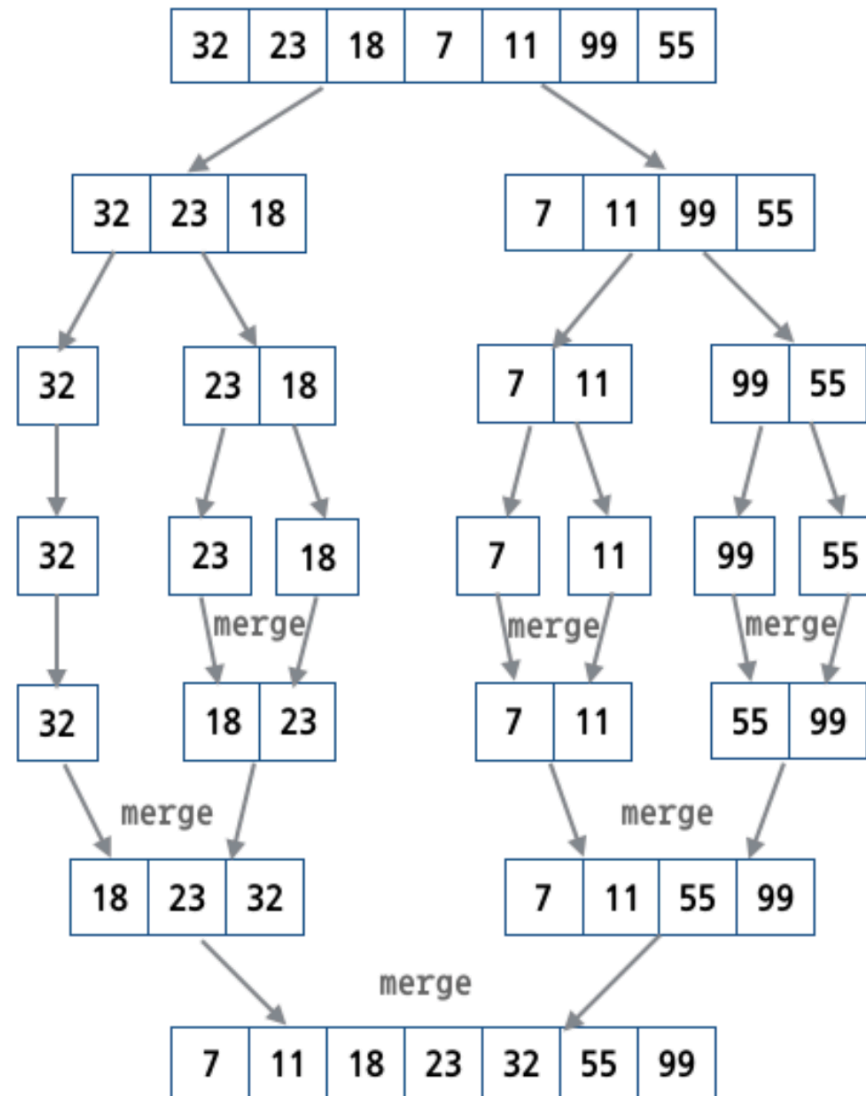 32 23 18 7 11 99 55
32 23 18 7 11 99 55
32 23 18 7 11 99 55
32 23 18 7 11 99 55
merge merge merge
32 18 23 7 11 55 99
merge merge
18 23 32 7 11 55 99
merge
7 11 18 23 32 55 99